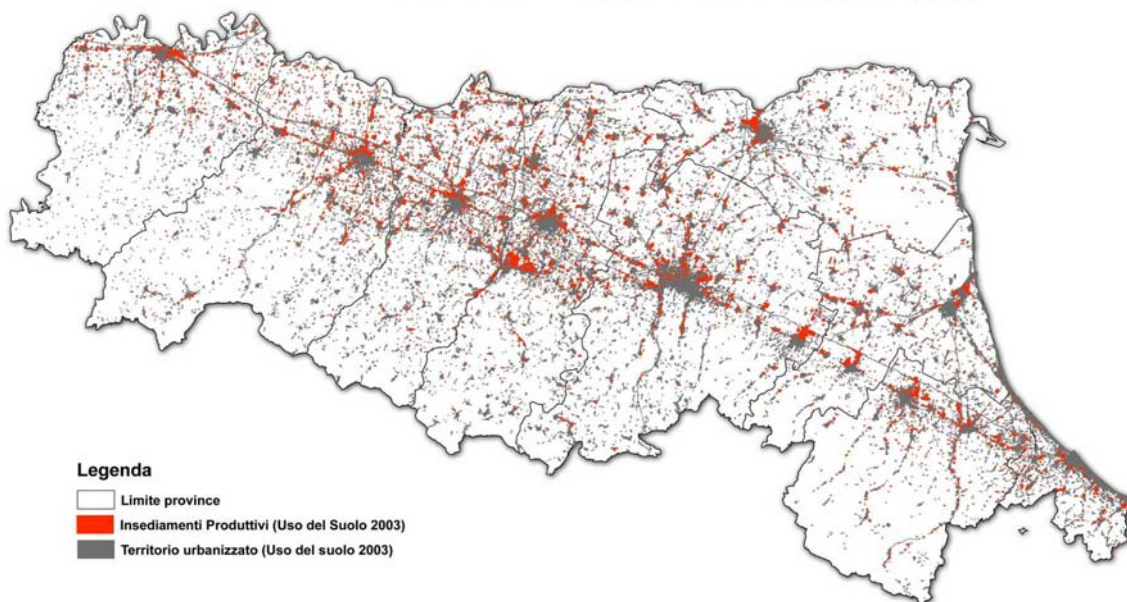 Legenda
Limite province
Insediamenti Produttivi (Uso del Suolo 2003)
Territorio urbanizzato (Uso del suolo 2003)